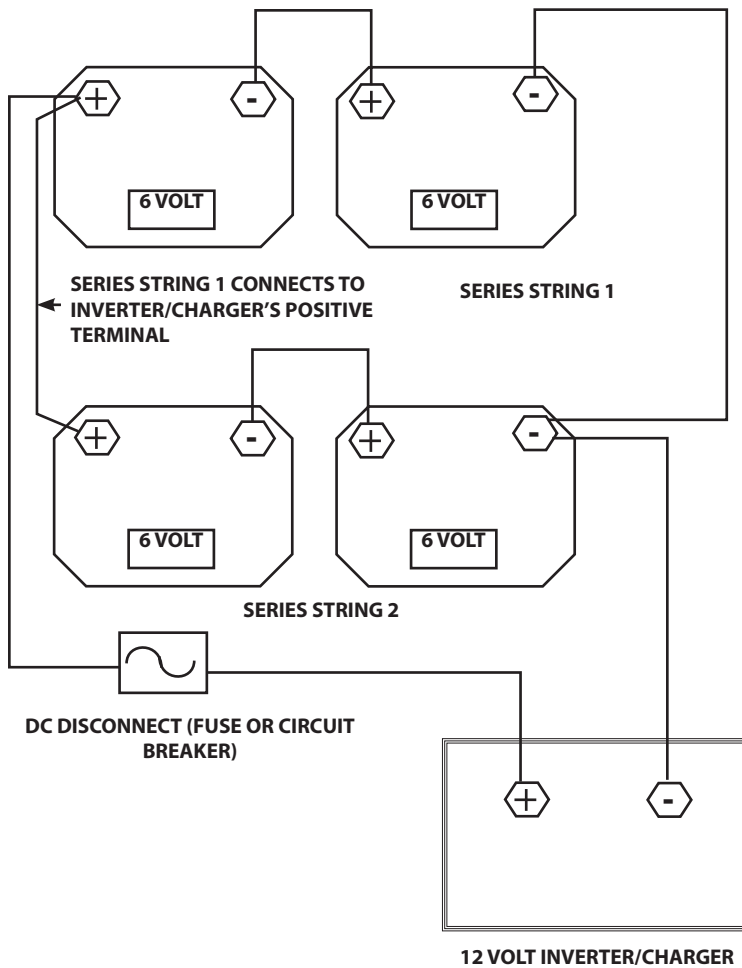 +
-
+
-
6 VOLT
6 VOLT
SERIES STRING 1 CONNECTS TO
INVERTER/CHARGER’S POSITIVE
TERMINAL
SERIES STRING 1
+
-
+
-
6 VOLT
6 VOLT
SERIES STRING 2
DC DISCONNECT (FUSE OR CIRCUIT
BREAKER)
+
-
12 VOLT INVERTER/CHARGER